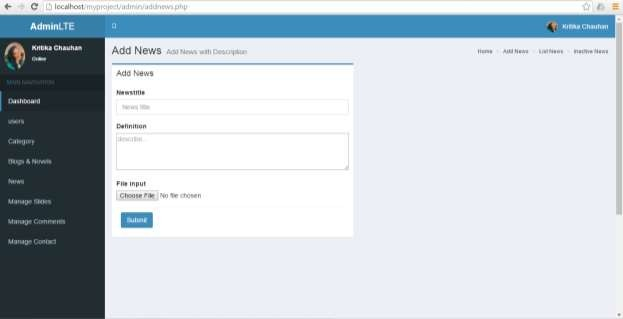 localhost/myproject/admin/addnews.php
AdminLTE
Kritika Chauhan
Kritika Chauhan
Online
Add News Add News with Description
Home > Add News > List News > Inactive News
MAIN NAVIGATION
Dashboard
users
Category
Blogs & Novels
News
Manage Slides
Manage Comments
Manage Contact
Add News
Newstitle
News title
Definition
describe...
File input
Choose File No file chosen
Submit